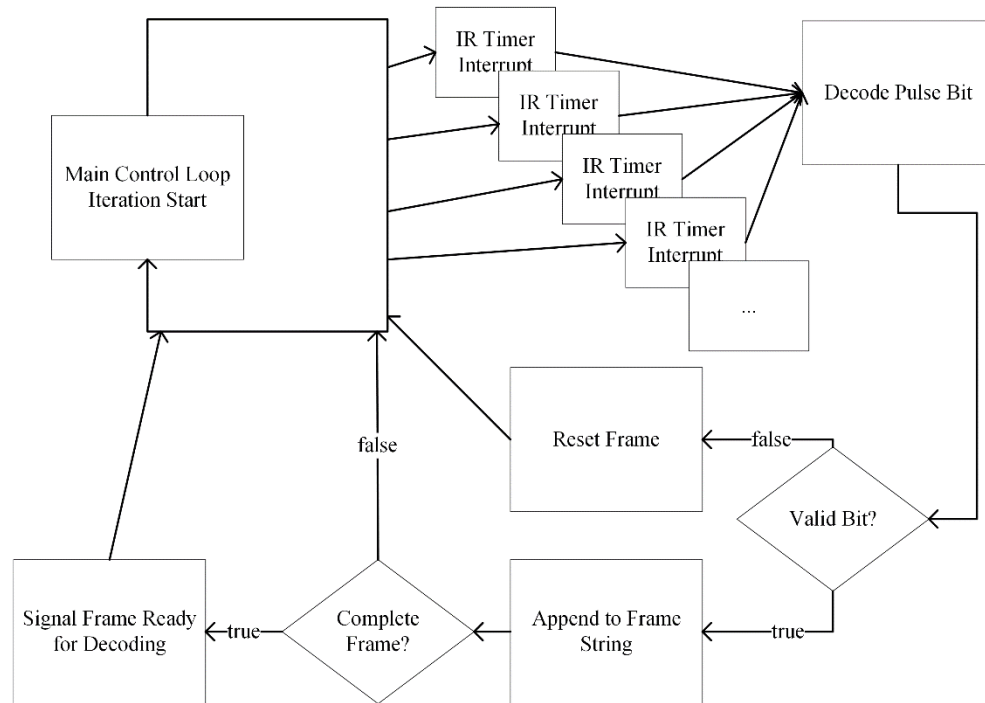 IR Timer
Interrupt
IR Timer
Interrupt
IR Timer
Interrupt
IR Timer
Interrupt
...
Decode Pulse Bit
Main Control Loop
Iteration Start
Reset Frame
false
Valid Bit?
false
Signal Frame Ready
for Decoding
true
Complete
Frame?
Append to Frame
String
true